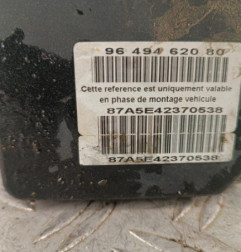 96 494 620 80
Cette reference est uniquement valable
en phase de montage vehicule
87A5E42370538
87A5E42370538